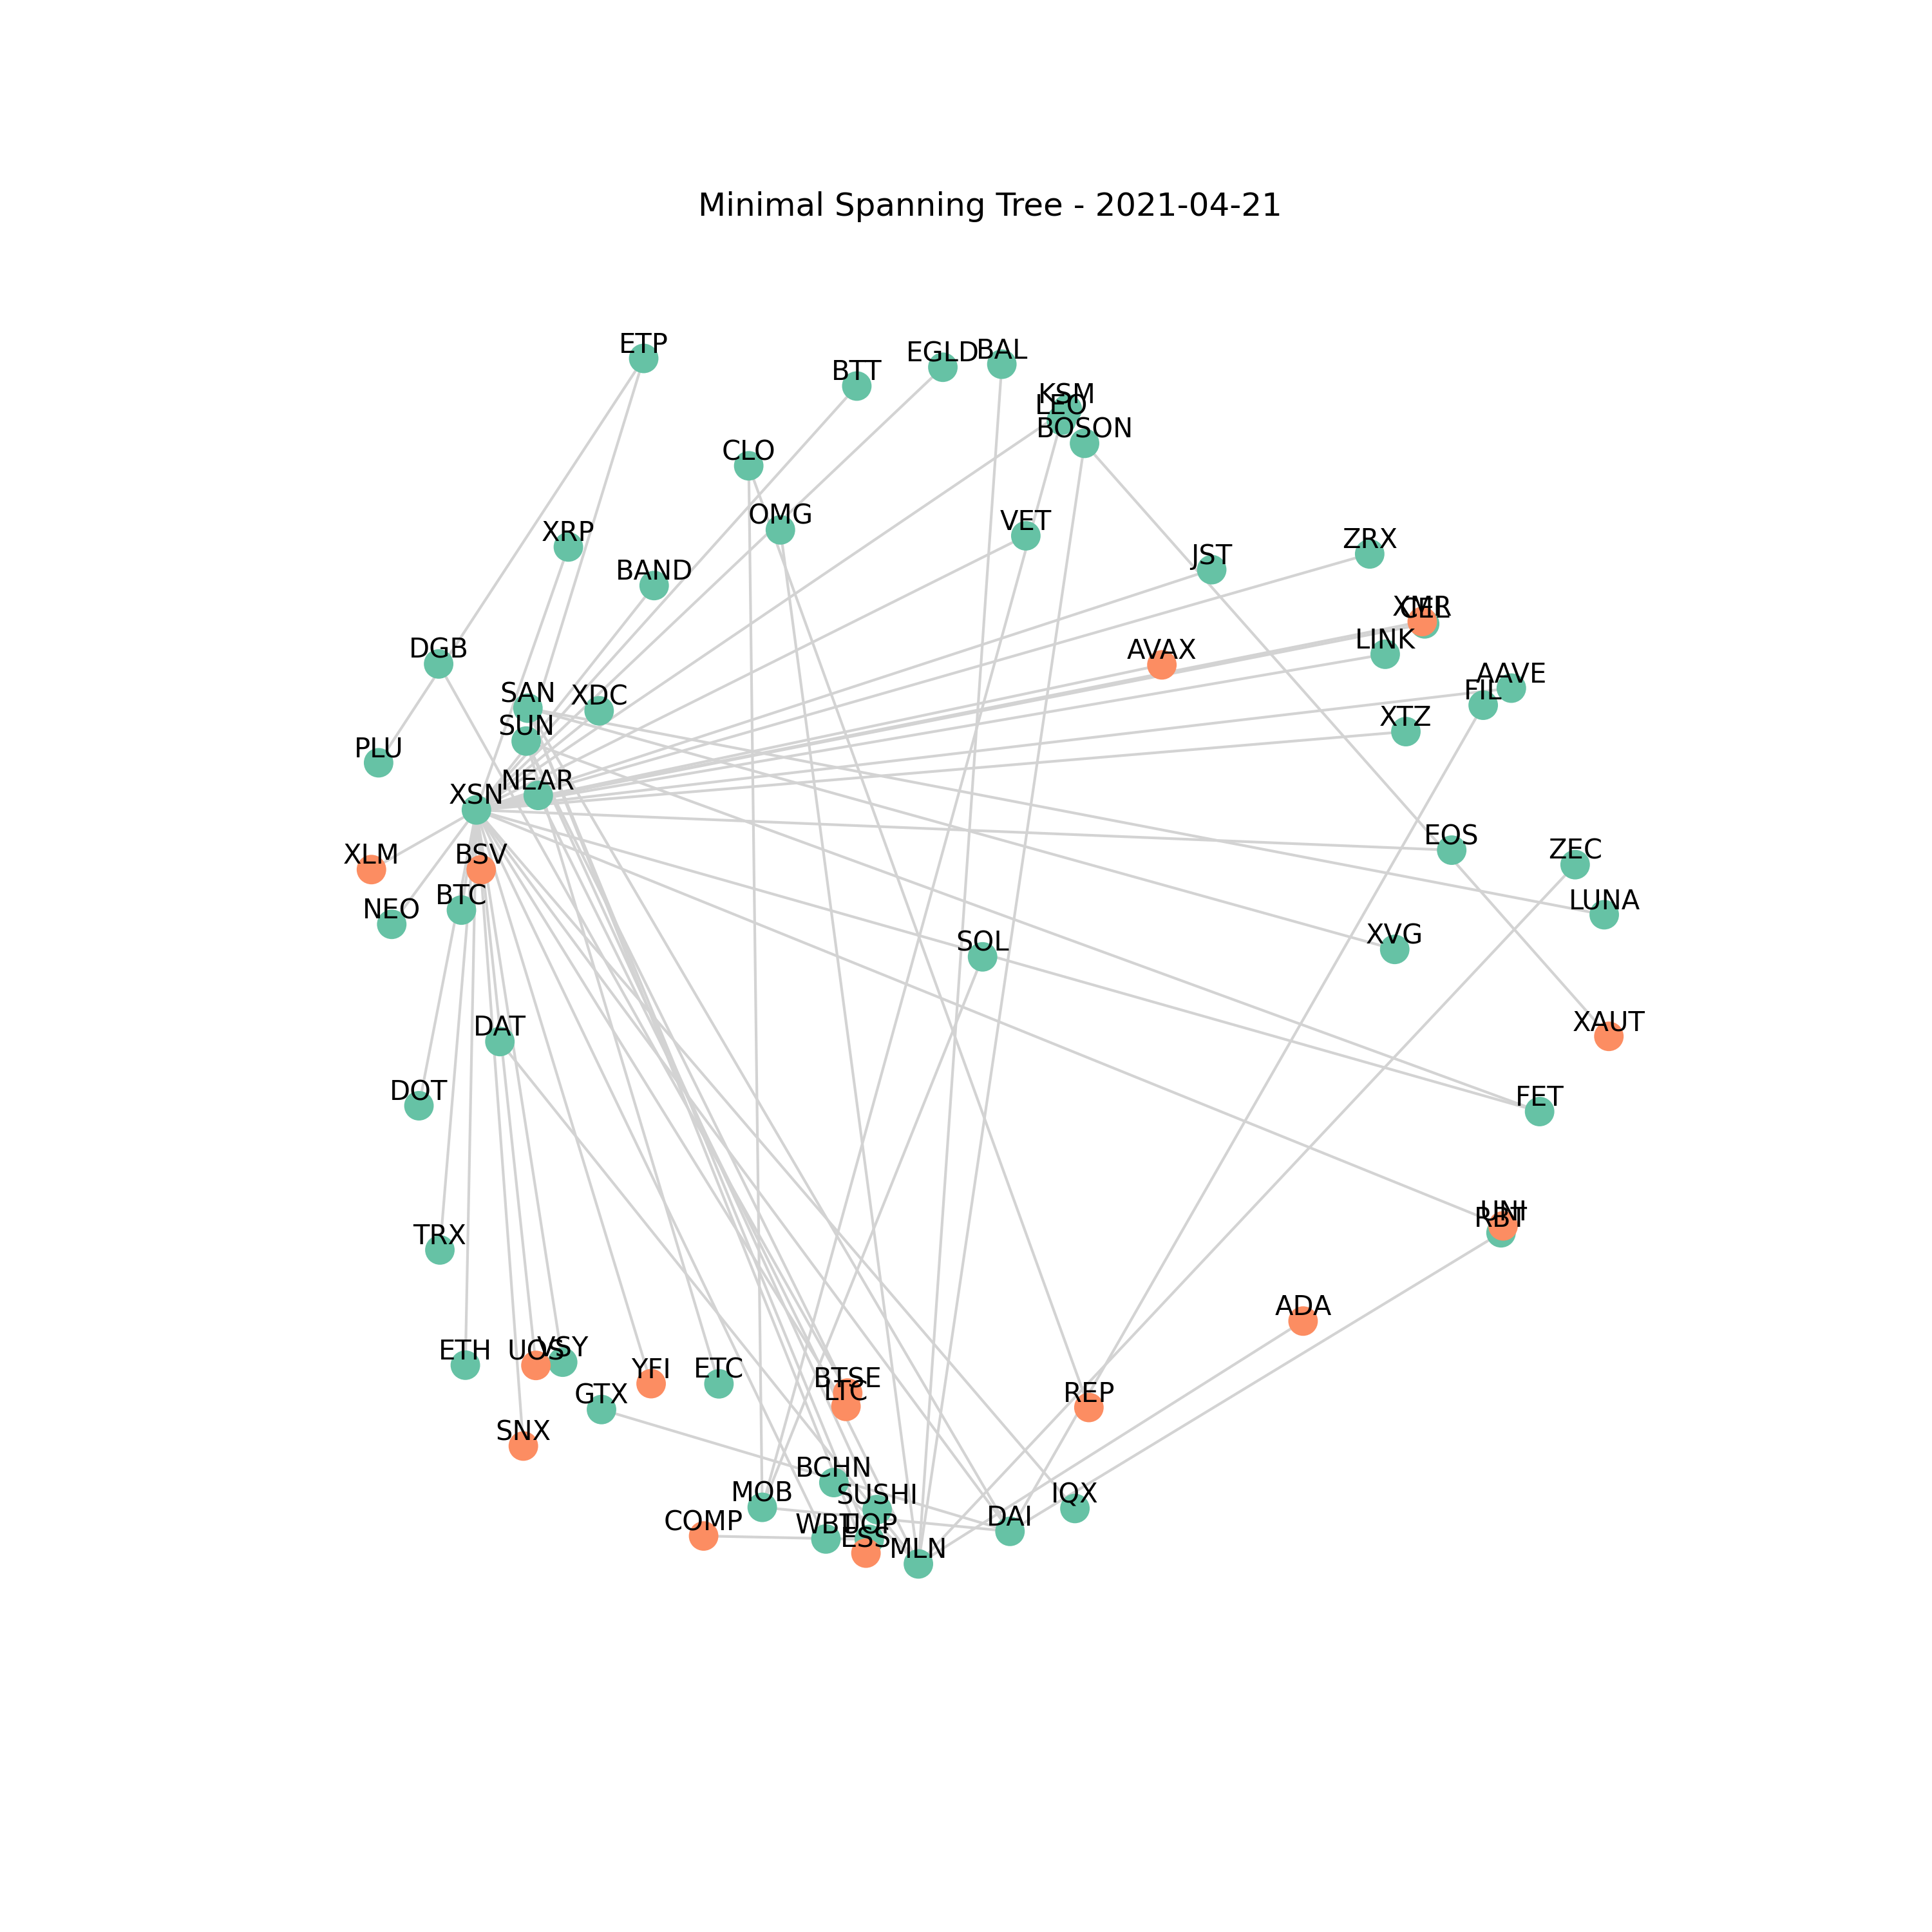 Minimal Spanning Tree - 2021-04-21
ETP
BTT
EGLD
BAL
KSM
LEO
BOSON
CLO
OMG
VET
XRP
BAND
JST
ZRX
XMR
CEL
LINK
AVAX
AAVE
FIL
XTZ
DGB
SAN
XDC
SUN
PLU
NEAR
XSN
XLM
BSV
BTC
NEO
EOS
ZEC
LUNA
XVG
SOL
XAUT
DAT
DOT
FET
UNI
RBT
TRX
ADA
ETH
UOS
VSY
YFI
ETC
GTX
BTSE
LTC
REP
SNX
BCHN
MOB
SUSHI
IQX
COMP
WBT
UOP
ESS
DAI
MLN